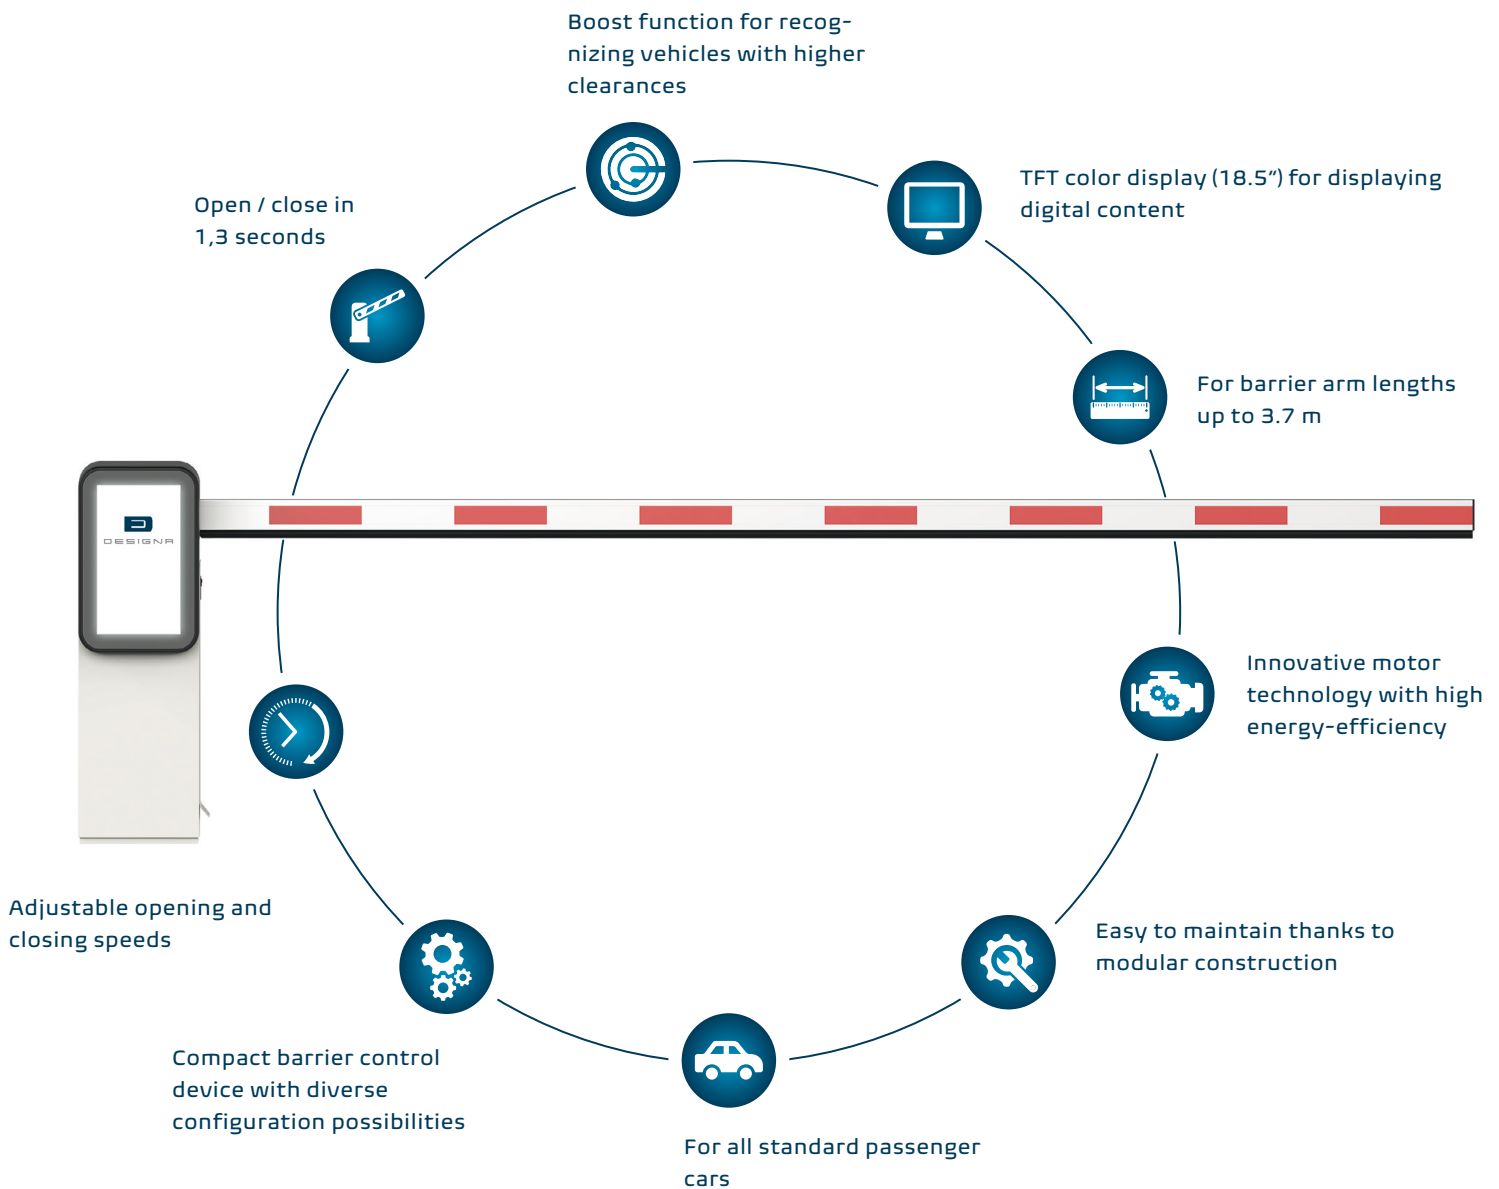 Boost function for recog-
nizing vehicles with higher
clearances
TFT color display (18.5”) for displaying
digital content
Open / close in
1,3 seconds
For barrier arm lengths
up to 3.7 m
DESIGNA
Innovative motor
technology with high
energy-efficiency
Adjustable opening and
closing speeds
Easy to maintain thanks to
modular construction
Compact barrier control
device with diverse
configuration possibilities
For all standard passenger
cars